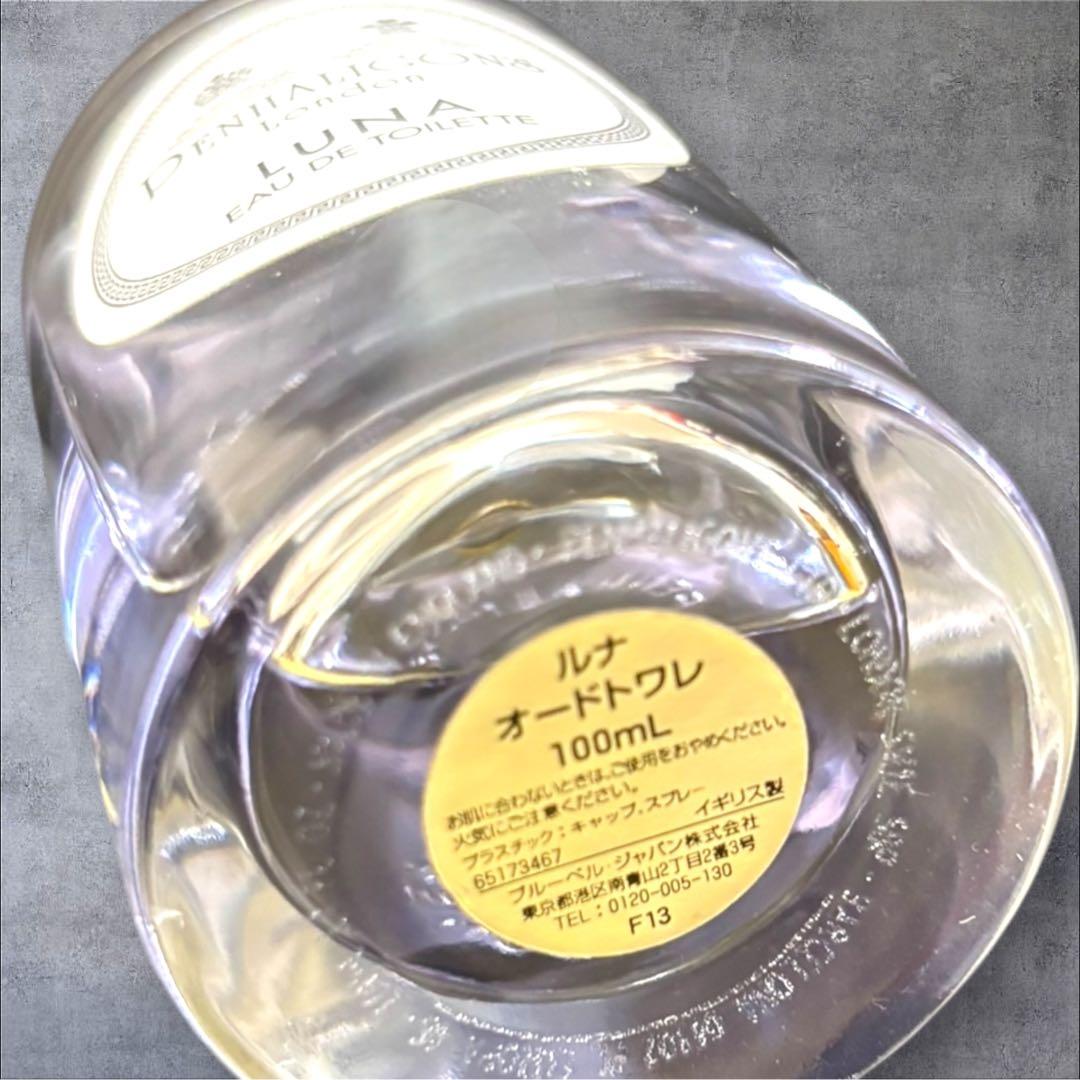 PENHALIGON'S
London
LUNA
EAU DE TOILETTE
ルナ
オードトワレ
100mL
お肌に合わないときは、ご使用をおやめください。
火気にご注意ください。
プラスチック：キャップ、スプレー
65173467 イギリス製
ブルーベル・ジャパン株式会社
東京都港区南青山2丁目2番3号
TEL：0120-005-130
F13